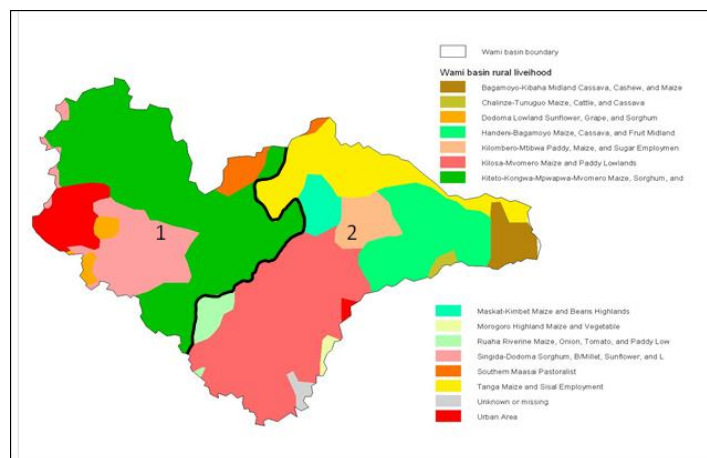 Wami basin boundary
Wami basin rural liveihood
Bagamoyo-Kibaha Midland Cassava, Cashew, and Maize
Chalinze-Tunuguo Maize, Cattle, and Cassava
Dodoma Lowland Sunflower, Grape, and Sorghum
Handeni-Bagamoyo Maize, Cassava, and Fruit Midland
Kilombero-Mtibwa Paddy, Maize, and Sugar Employmen
Kilosa-Mvomero Maize and Paddy Lowlands
Kiteto-Kongwa-Mpwapwa-Mvomero Maize, Sorghum, and
1
2
Maskat-Kimbet Maize and Beans Highlands
Morogoro Highland Maize and Vegetable
Ruaha Riverine Maize, Onion, Tomato, and Paddy Low
Singida-Dodoma Sorghum, B/Millet, Sunflower, and L
Southern Maasai Pastoralist
Tanga Maize and Sisal Employment
Unknown or missing
Urban Area